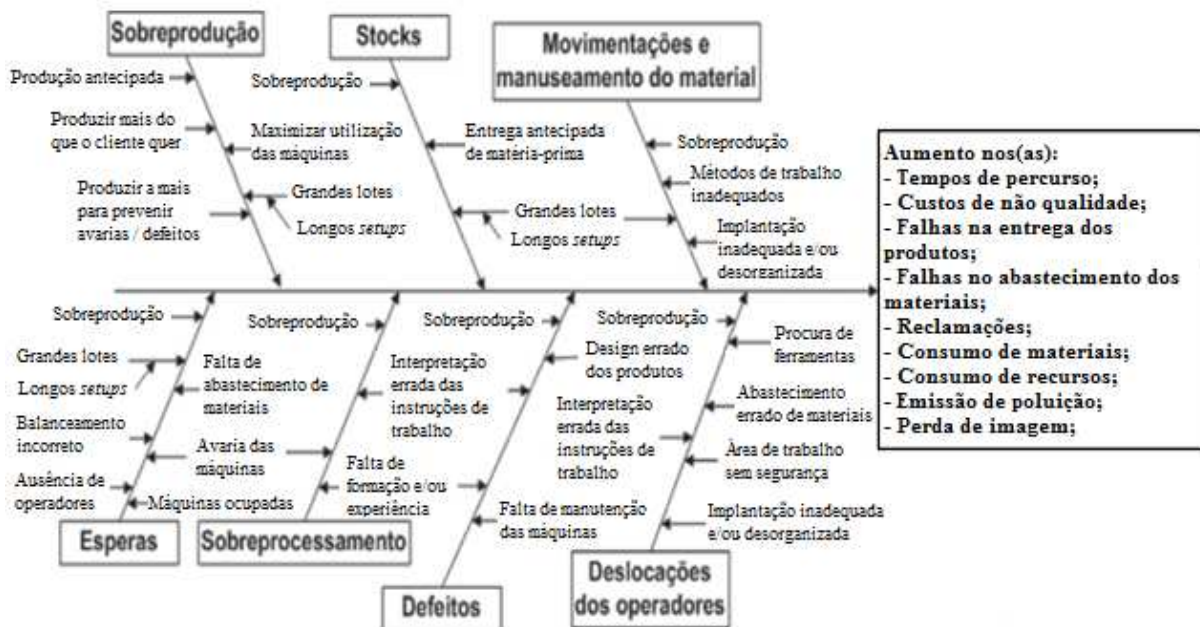 Sobreprodução
Stocks
Movimentações e
manuseamento do material
Produção antecipada
Produzir mais do
que o cliente quer
Maximizar utilização
das máquinas
Produzir a mais
para prevenir
avarias / defeitos
Grandes lotes
Longos setups
Sobreprodução
Entrega antecipada
de matéria-prima
Grandes lotes
Longos setups
Sobreprodução
Métodos de trabalho
inadequados
Implantação
inadequada e/ou
desorganizada
Aumento nos(as):
- Tempos de percurso;
- Custos de não qualidade;
- Falhas na entrega dos
produtos;
- Falhas no abastecimento dos
materiais;
- Reclamações;
- Consumo de materiais;
- Consumo de recursos;
- Emissão de poluição;
- Perda de imagem;
Sobreprodução
Grandes lotes
Longos setups
Falta de
abastecimento de
materiais
Balanceamento
incorreto
Avaria das
máquinas
Ausência de
operadores
Máquinas ocupadas
Esperas
Sobreprodução
Interpretação
errada das
instruções de
trabalho
Falta de
formação e/ou
experiência
Sobreprocessamento
Sobreprodução
Design errado
dos produtos
Falta de manutenção
das máquinas
Defeitos
Sobreprodução
Procura de
ferramentas
Interpretação
errada das
instruções de
trabalho
Abastecimento
errado de materiais
Área de trabalho
sem segurança
Implantação inadequada
e/ou desorganizada
Deslocações
dos operadores